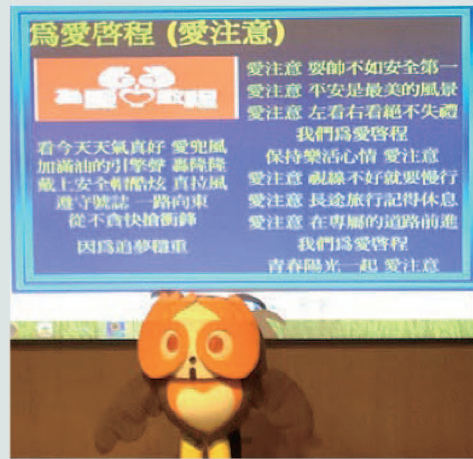 爲愛啓程 (愛注意)
爲愛啟程
看今天天氣真好 愛兜風
加滿油的引擎聲 轟隆隆
戴上安全帽酷炫 真拉風
遵守號誌 一路向東
從不貪快搶衝鋒
因爲追夢穩重
愛注意 耍帥不如安全第一
愛注意 平安是最美的風景
愛注意 左看右看絕不失禮
我們爲愛啓程
保持樂活心情 愛注意
愛注意 視線不好就要慢行
愛注意 長途旅行記得休息
愛注意 在專屬的道路前進
我們爲愛啓程
青春陽光一起 愛注意